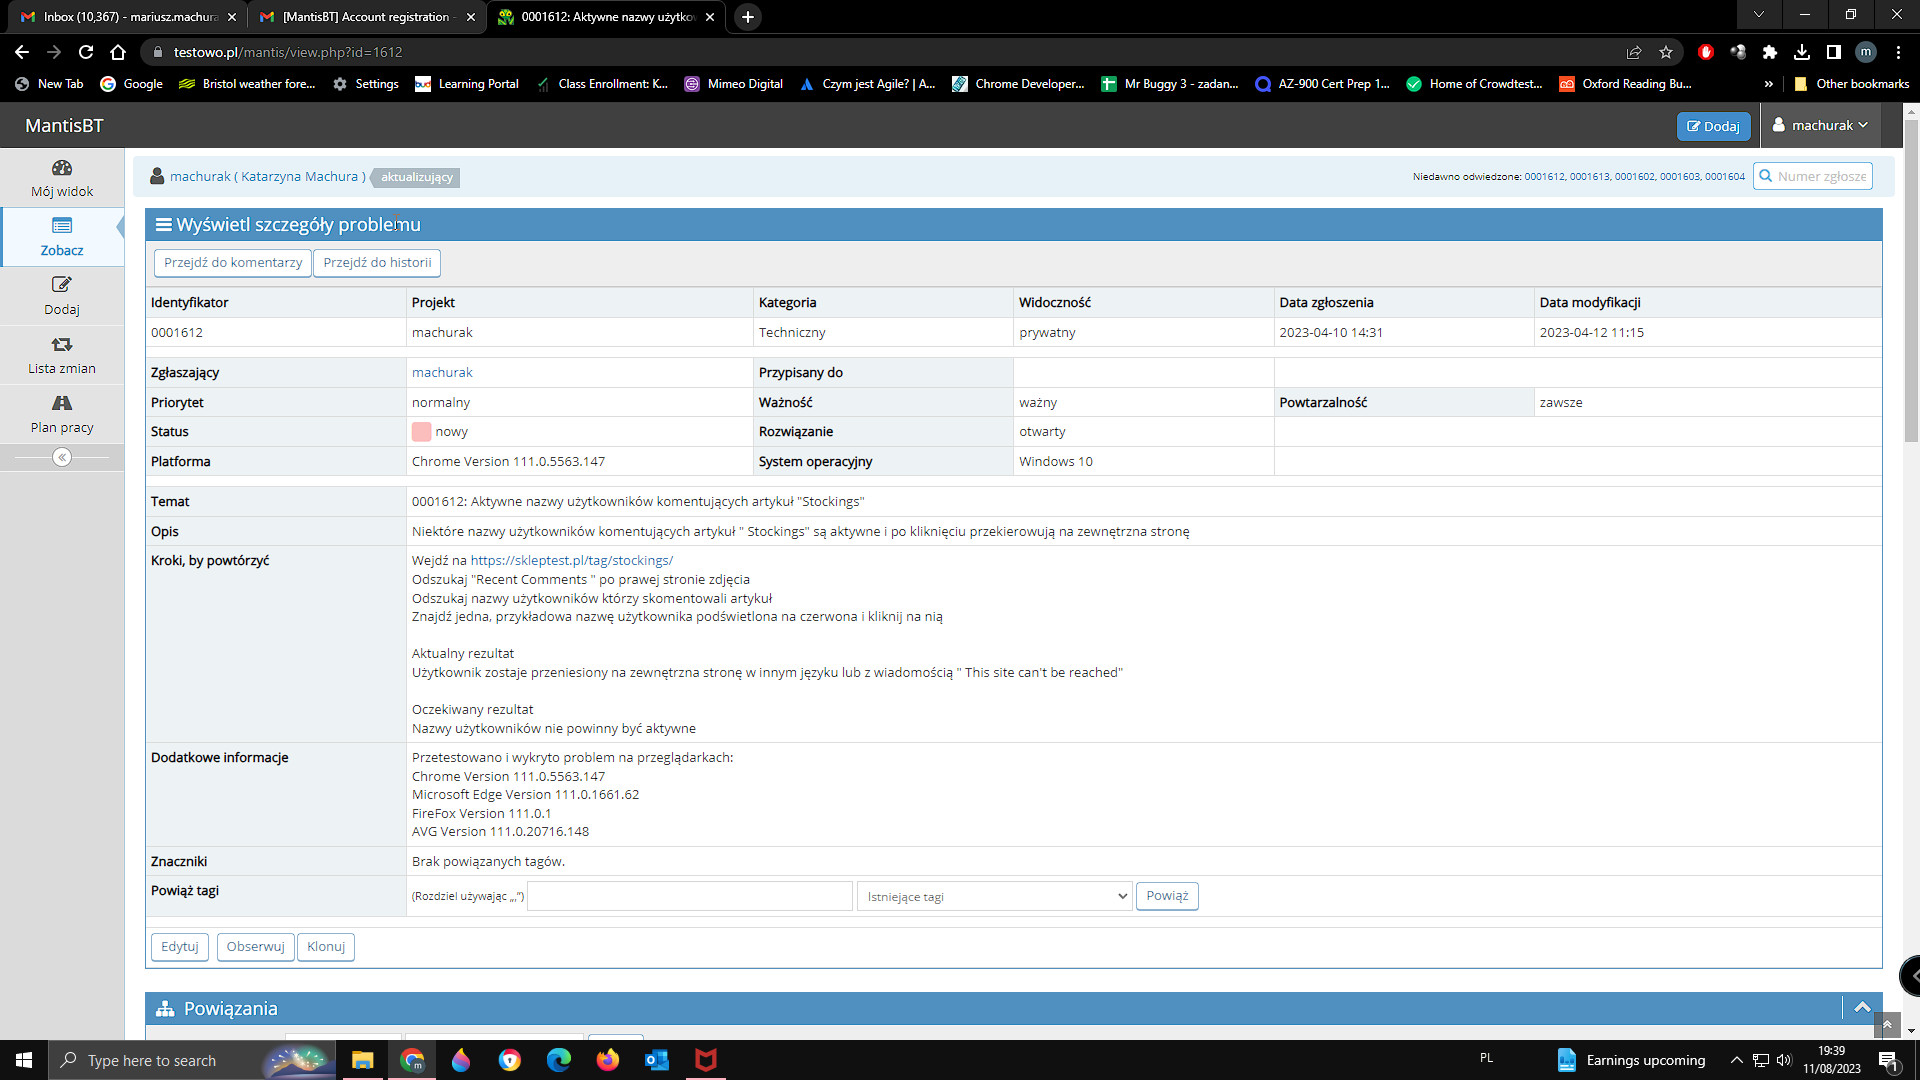 Inbox (10,367) - mariusz.machura
[MantisBT] Account registration -
0001612: Aktywne nazwy użytko
testowo.pl/mantis/view.php?id=1612
m
New Tab
Google
Bristol weather fore...
Settings
Learning Portal
Class Enrollment: K...
Mimeo Digital
Czym jest Agile? | A...
Chrome Developer...
Mr Buggy 3 - zadan...
AZ-900 Cert Prep 1...
Home of Crowdtest...
Oxford Reading Bu...
»
Other bookmarks
MantisBT
Dodaj
machurak
Mój widok
Zobacz
Dodaj
Lista zmian
Plan pracy
machurak ( Katarzyna Machura ) aktualizujący
Niedawno odwiedzone: 0001612, 0001613, 0001602, 0001603, 0001604
Numer zgłosze
Wyświetl szczegóły problemu
Przejdź do komentarzy Przejdź do historii
Identyfikator Projekt Kategoria Widoczność Data zgłoszenia Data modyfikacji
0001612 machurak Techniczny prywatny 2023-04-10 14:31 2023-04-12 11:15
Zgłaszający machurak Przypisany do
Priorytet normalny Ważność ważny Powtarzalność zawsze
Status nowy Rozwiązanie otwarty
Platforma Chrome Version 111.0.5563.147 System operacyjny Windows 10
Temat 0001612: Aktywne nazwy użytkowników komentujących artykuł "Stockings"
Opis Niektóre nazwy użytkowników komentujących artykuł " Stockings" są aktywne i po kliknięciu przekierowują na zewnętrzna stronę
Kroki, by powtórzyć Wejdź na https://skleptest.pl/tag/stockings/
Odszukaj "Recent Comments " po prawej stronie zdjęcia
Odszukaj nazwy użytkowników którzy skomentowali artykuł
Znajdź jedna, przykładowa nazwę użytkownika podświetlona na czerwona i kliknij na nią
Aktualny rezultat
Użytkownik zostaje przeniesiony na zewnętrzna stronę w innym języku lub z wiadomością " This site can't be reached"
Oczekiwany rezultat
Nazwy użytkowników nie powinny być aktywne
Dodatkowe informacje Przetestowano i wykryto problem na przeglądarkach:
Chrome Version 111.0.5563.147
Microsoft Edge Version 111.0.1661.62
FireFox Version 111.0.1
AVG Version 111.0.20716.148
Znaczniki Brak powiązanych tagów.
Powiąż tagi (Rozdziel używając „,”) Istniejące tagi Powiąż
Edytuj Obserwuj Klonuj
Powiązania
Type here to search
PL
Earnings upcoming
19:39
11/08/2023
1